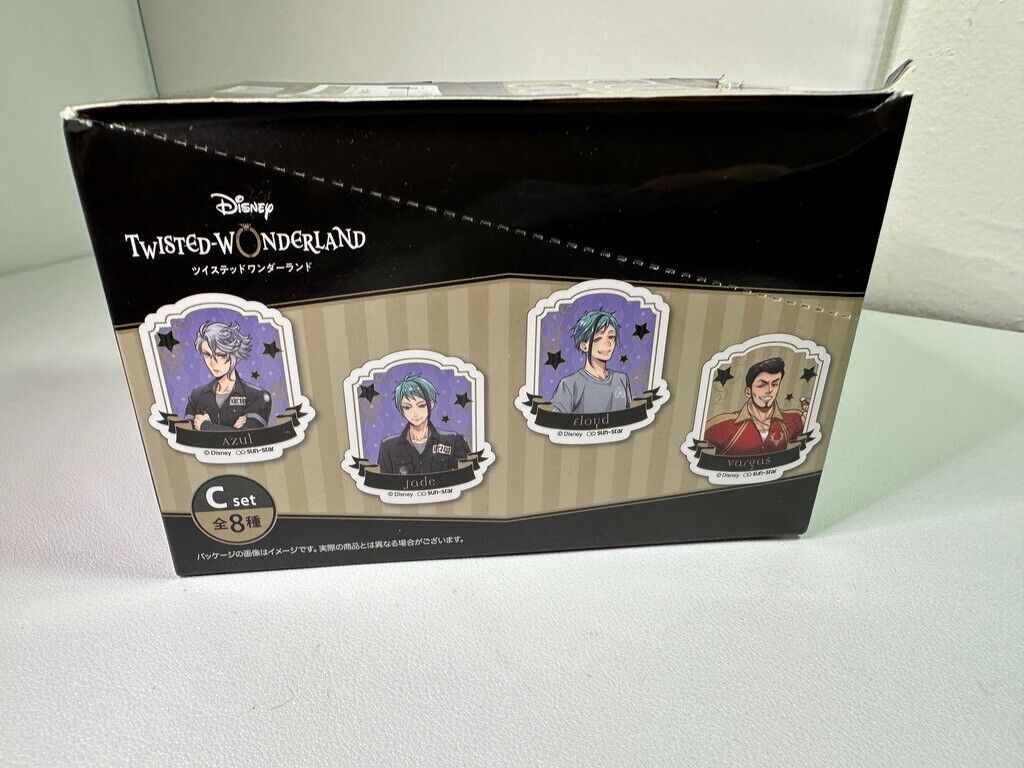 Disney
TWISTED-WONDERLAND
ツイステッドワンダーランド
AZUl
© Disney sun-star
Jade
© Disney sun-star
Floyd
© Disney sun-star
vargas
© Disney sun-star
C set
全8種
パッケージの画像はイメージです。実際の商品とは異なる場合がございます。